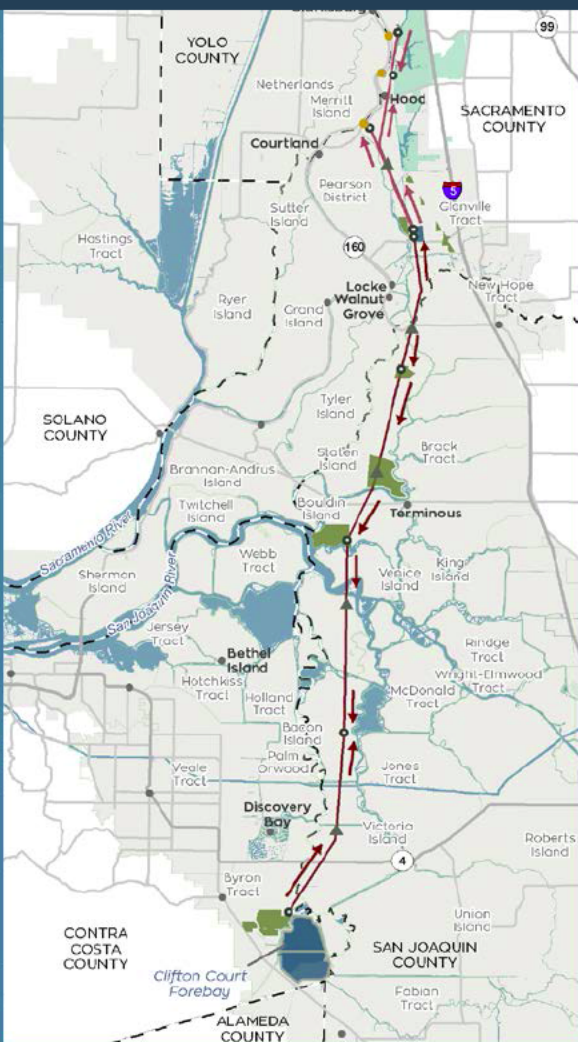 99
YOLO
COUNTY
Netherlands
Merritt
Island
Hood
SACRAMENTO
COUNTY
Courtland
Pearson
District
5
Glanville
Tract
Sutter
Island
Hastings
Tract
160
Locke
Walnut
Grove
New Hope
Tract
Ryer
Island
Grand
Island
Tyler
Island
SOLANO
COUNTY
Staten
Island
Brack
Tract
Brannan-Andrus
Island
Twitchell
Island
Bouldin
Island
Terminous
Sacramento River
Webb
Tract
Venice
Island
King
Island
Sherman
Island
San Joaquin River
Jersey
Tract
Bethel
Island
Rindge
Tract
Wright-Elmwood
Tract
Hotchkiss
Tract
Holland
Tract
McDonald
Tract
Bacon
Island
Palm
Orwood
Veale
Tract
Jones
Tract
Discovery
Bay
Victoria
Island
Roberts
Island
4
Byron
Tract
CONTRA
COSTA
COUNTY
Union
Island
SAN JOAQUIN
COUNTY
Clifton Court
Forebay
Fabian
Tract
ALAMEDA
COUNTY